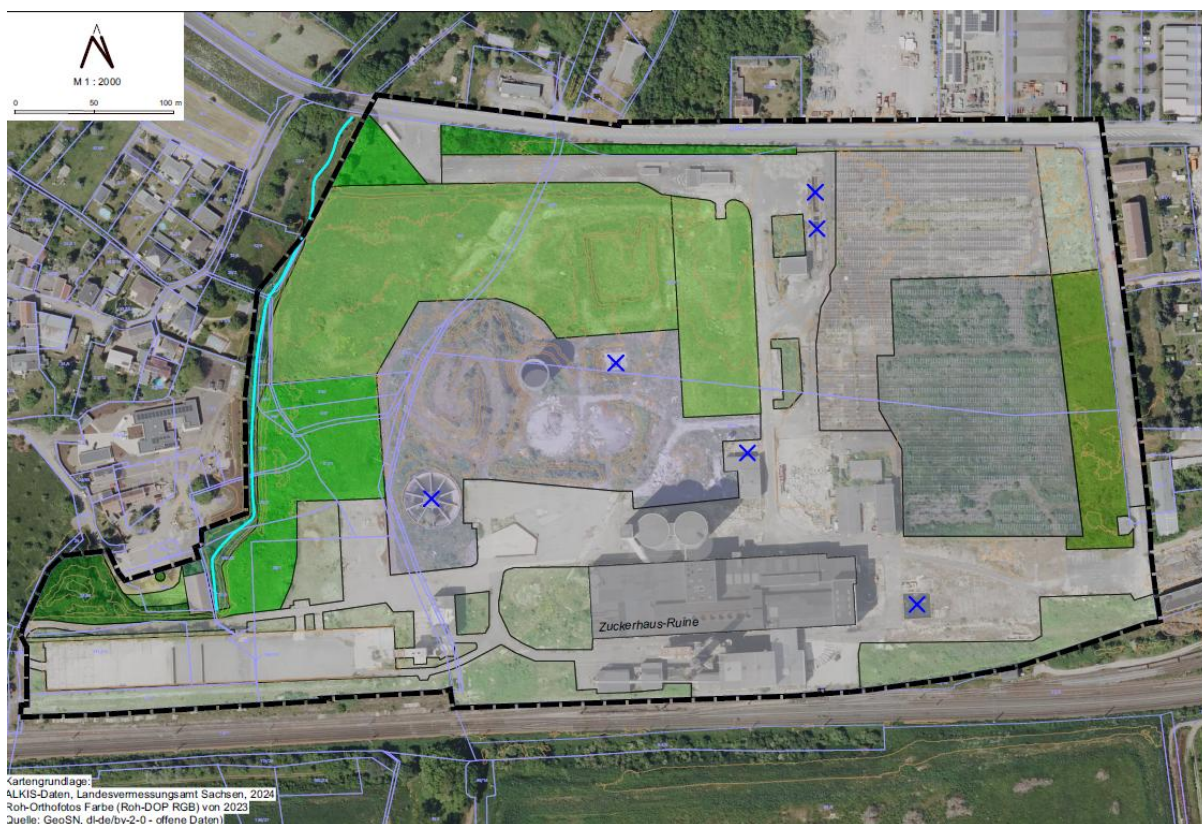 M 1 : 2000
0 50 100 m
Zuckerhaus-Ruine
Kartengrundlage:
ALKIS-Daten, Landesvermessungsamt Sachsen, 2024
Roh-Orthofotos Farbe (Roh-DOP RGB) von 2023
Quelle: GeoSN, dl-de/by-2-0 - offene Daten)